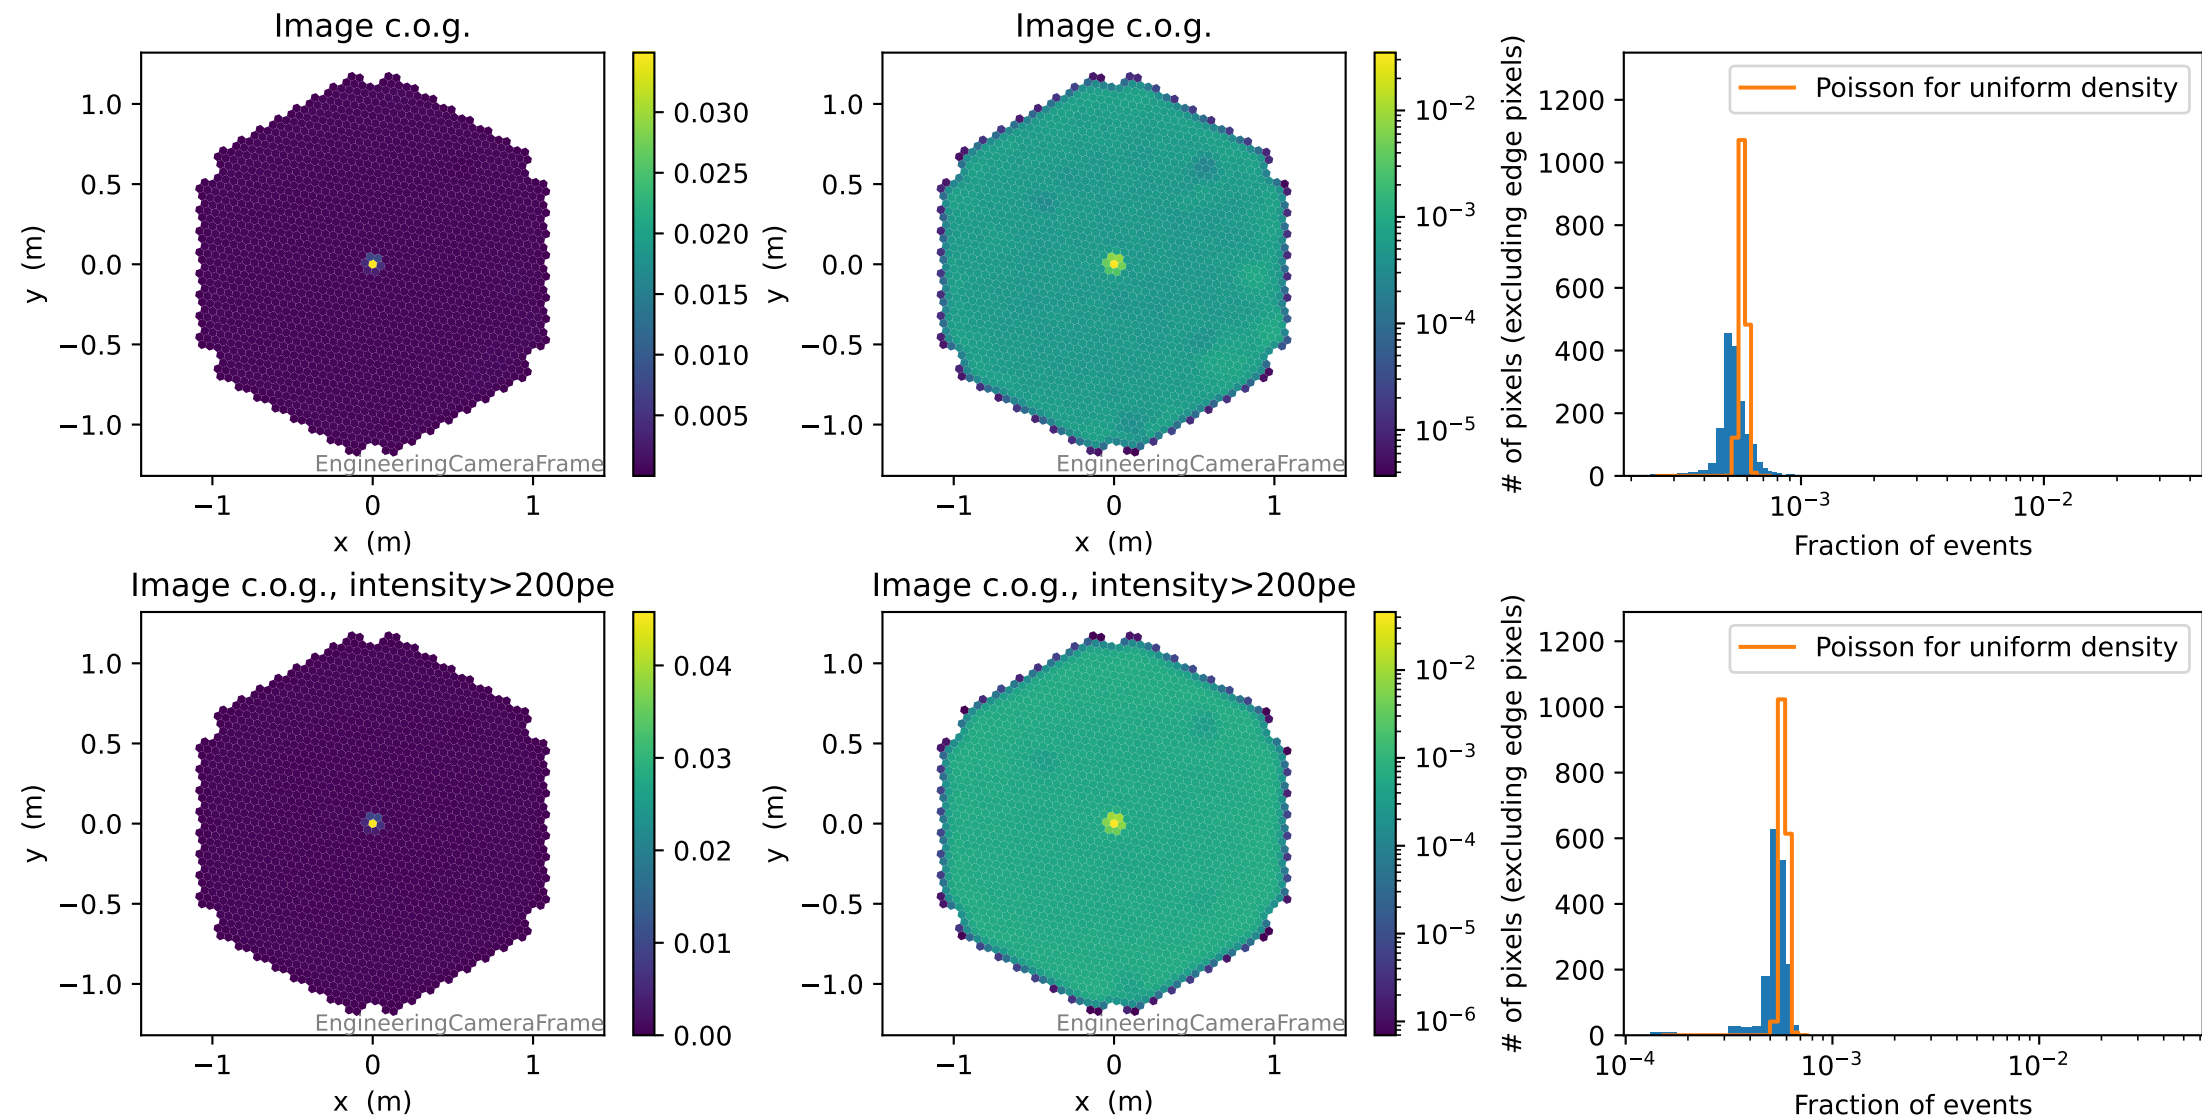 Image c.o.g.
1.0
0.5
0.0
−0.5
−1.0
y (m)
−1 0 1
x (m)
EngineeringCameraFrame
0.030
0.025
0.020
0.015
0.010
0.005
Image c.o.g.
1.0
0.5
0.0
−0.5
−1.0
y (m)
−1 0 1
x (m)
EngineeringCameraFrame
10⁻²
10⁻³
10⁻⁴
10⁻⁵
# of pixels (excluding edge pixels)
1200
1000
800
600
400
200
0
Poisson for uniform density
10⁻³ 10⁻²
Fraction of events
Image c.o.g., intensity>200pe
1.0
0.5
0.0
−0.5
−1.0
y (m)
−1 0 1
x (m)
EngineeringCameraFrame
0.04
0.03
0.02
0.01
0.00
Image c.o.g., intensity>200pe
1.0
0.5
0.0
−0.5
−1.0
y (m)
−1 0 1
x (m)
EngineeringCameraFrame
10⁻²
10⁻³
10⁻⁴
10⁻⁵
10⁻⁶
# of pixels (excluding edge pixels)
1200
1000
800
600
400
200
0
Poisson for uniform density
10⁻⁴ 10⁻³ 10⁻²
Fraction of events